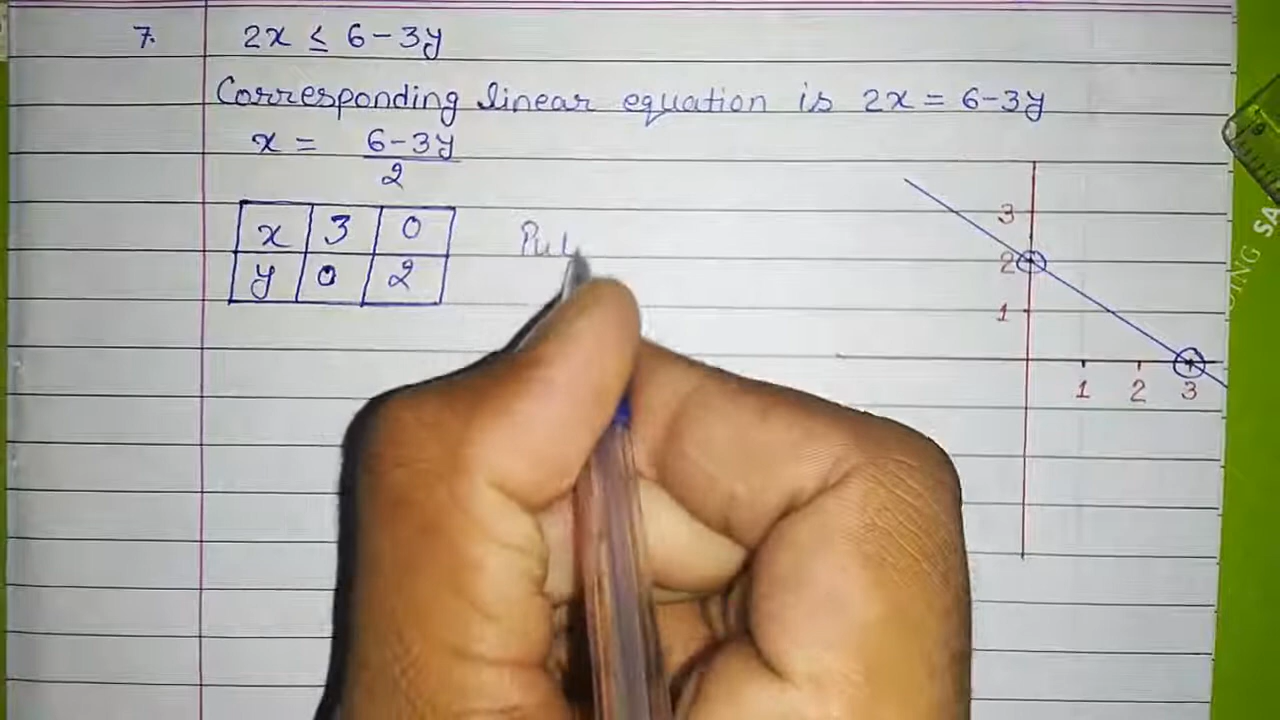 7. 2x ≤ 6-3y
Corresponding linear equation is 2x = 6-3y
x = 6-3y
2
x 3 0
y 0 2
3
2
1
1 2 3
SA